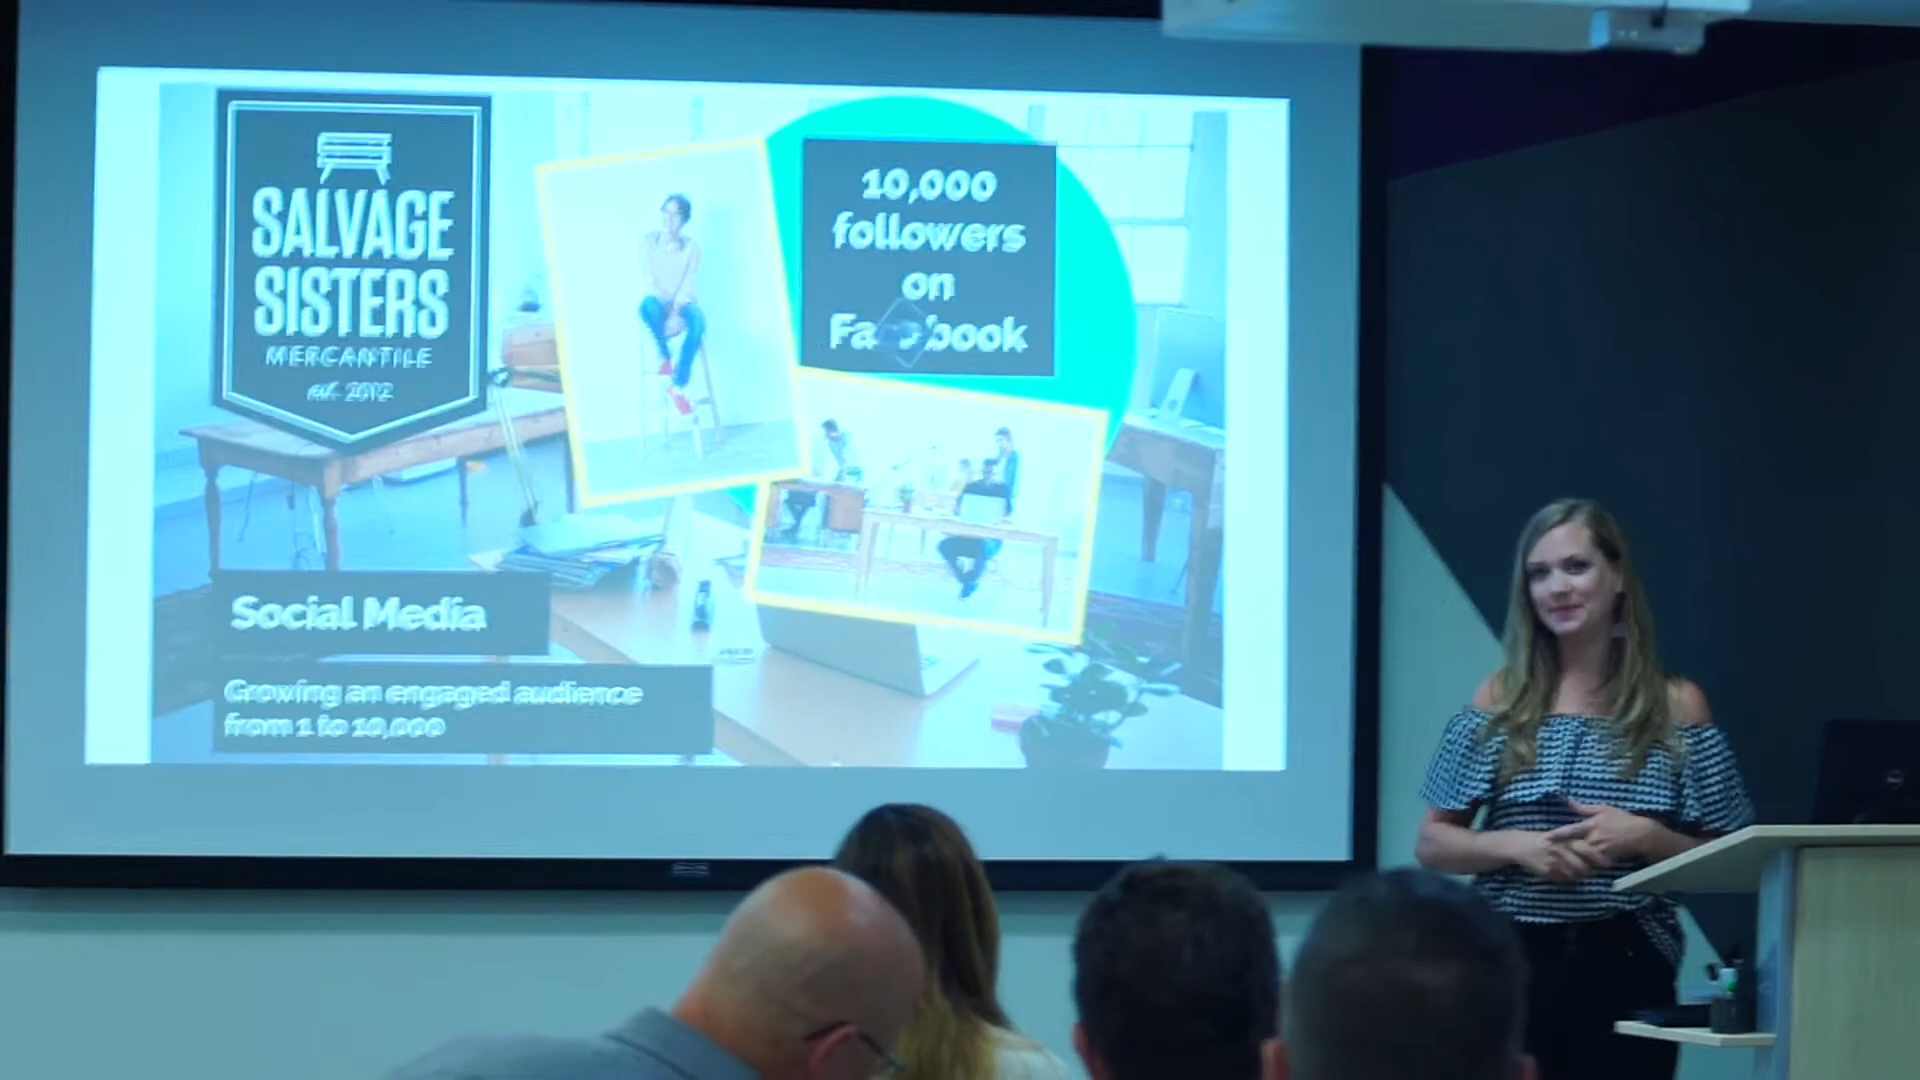 SALVAGE
SISTERS
MERCANTILE
est. 2012
10,000
followers
on
Facebook
Social Media
Growing an engaged audience
from 1 to 10,000